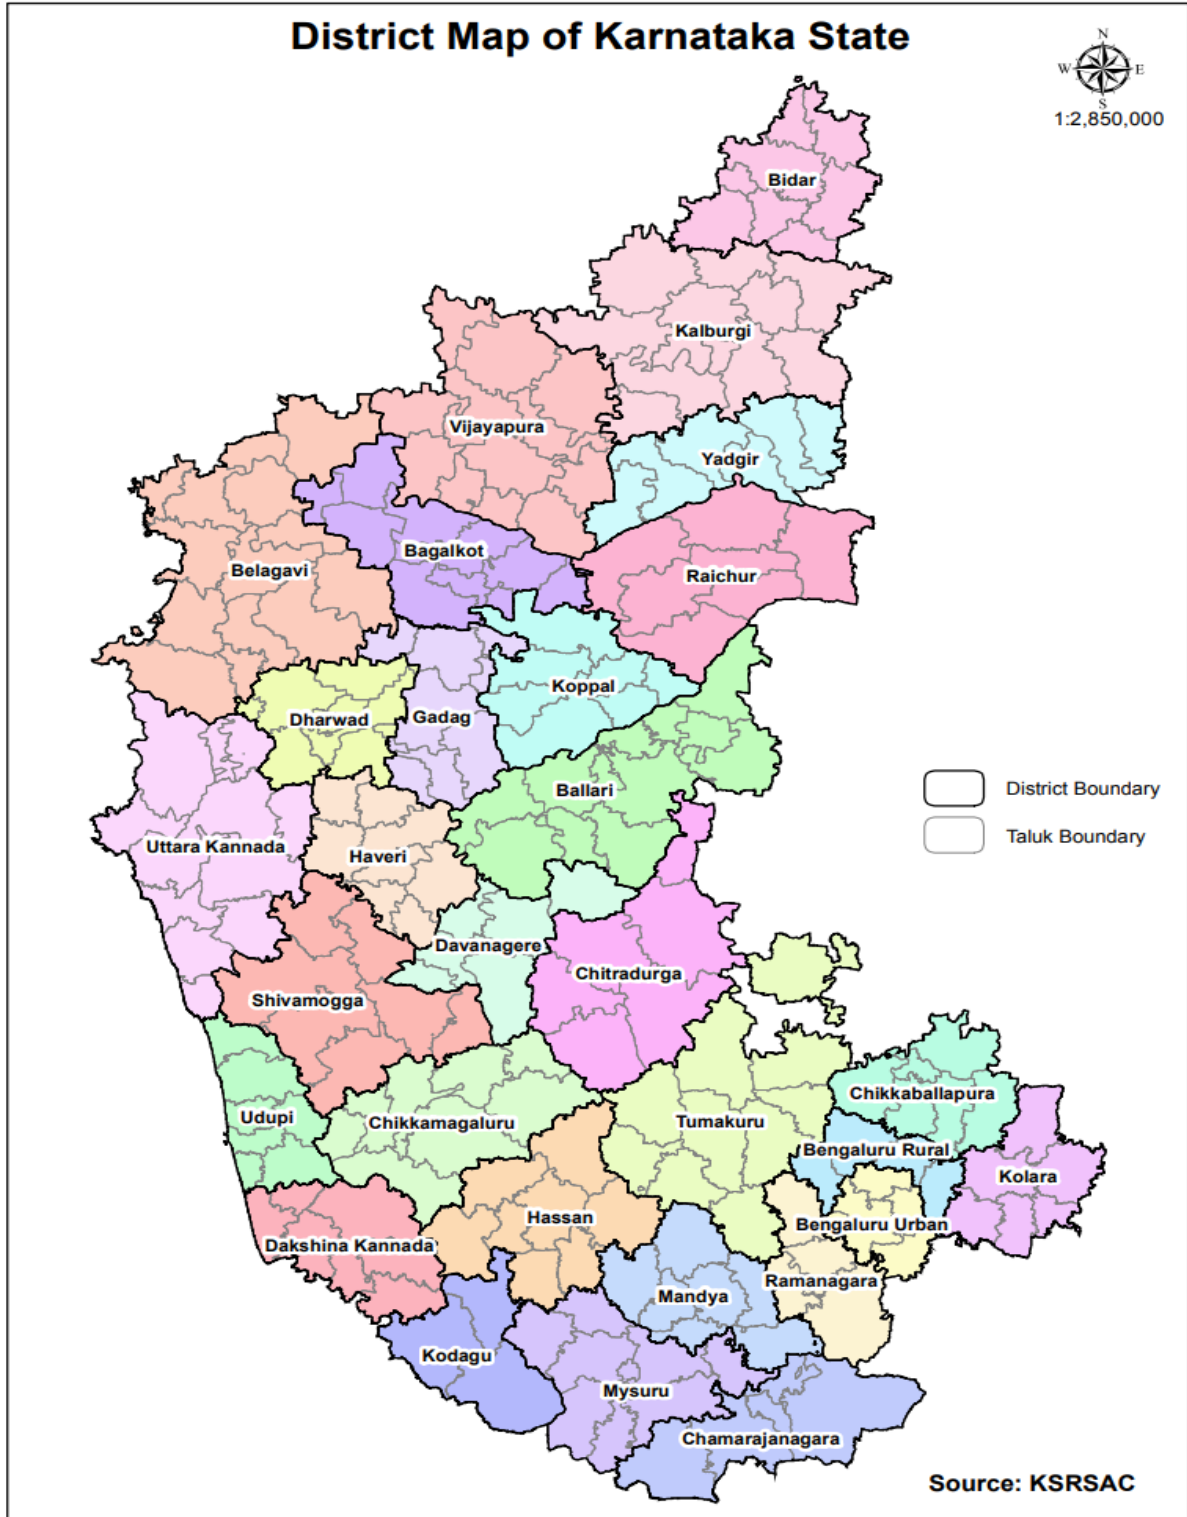 District Map of Karnataka State
N
W E
S
1:2,850,000
Bidar
Kalburgi
Vijayapura
Yadgir
Bagalkot
Belagavi
Raichur
Koppal
Dharwad
Gadag
Ballari
District Boundary
Taluk Boundary
Uttara Kannada
Haveri
Davanagere
Chitradurga
Shivamogga
Chikkaballapura
Udupi
Chikkamagaluru
Tumakuru
Bengaluru Rural
Kolara
Hassan
Bengaluru Urban
Dakshina Kannada
Ramanagara
Mandya
Kodagu
Mysuru
Chamarajanagara
Source: KSRSAC